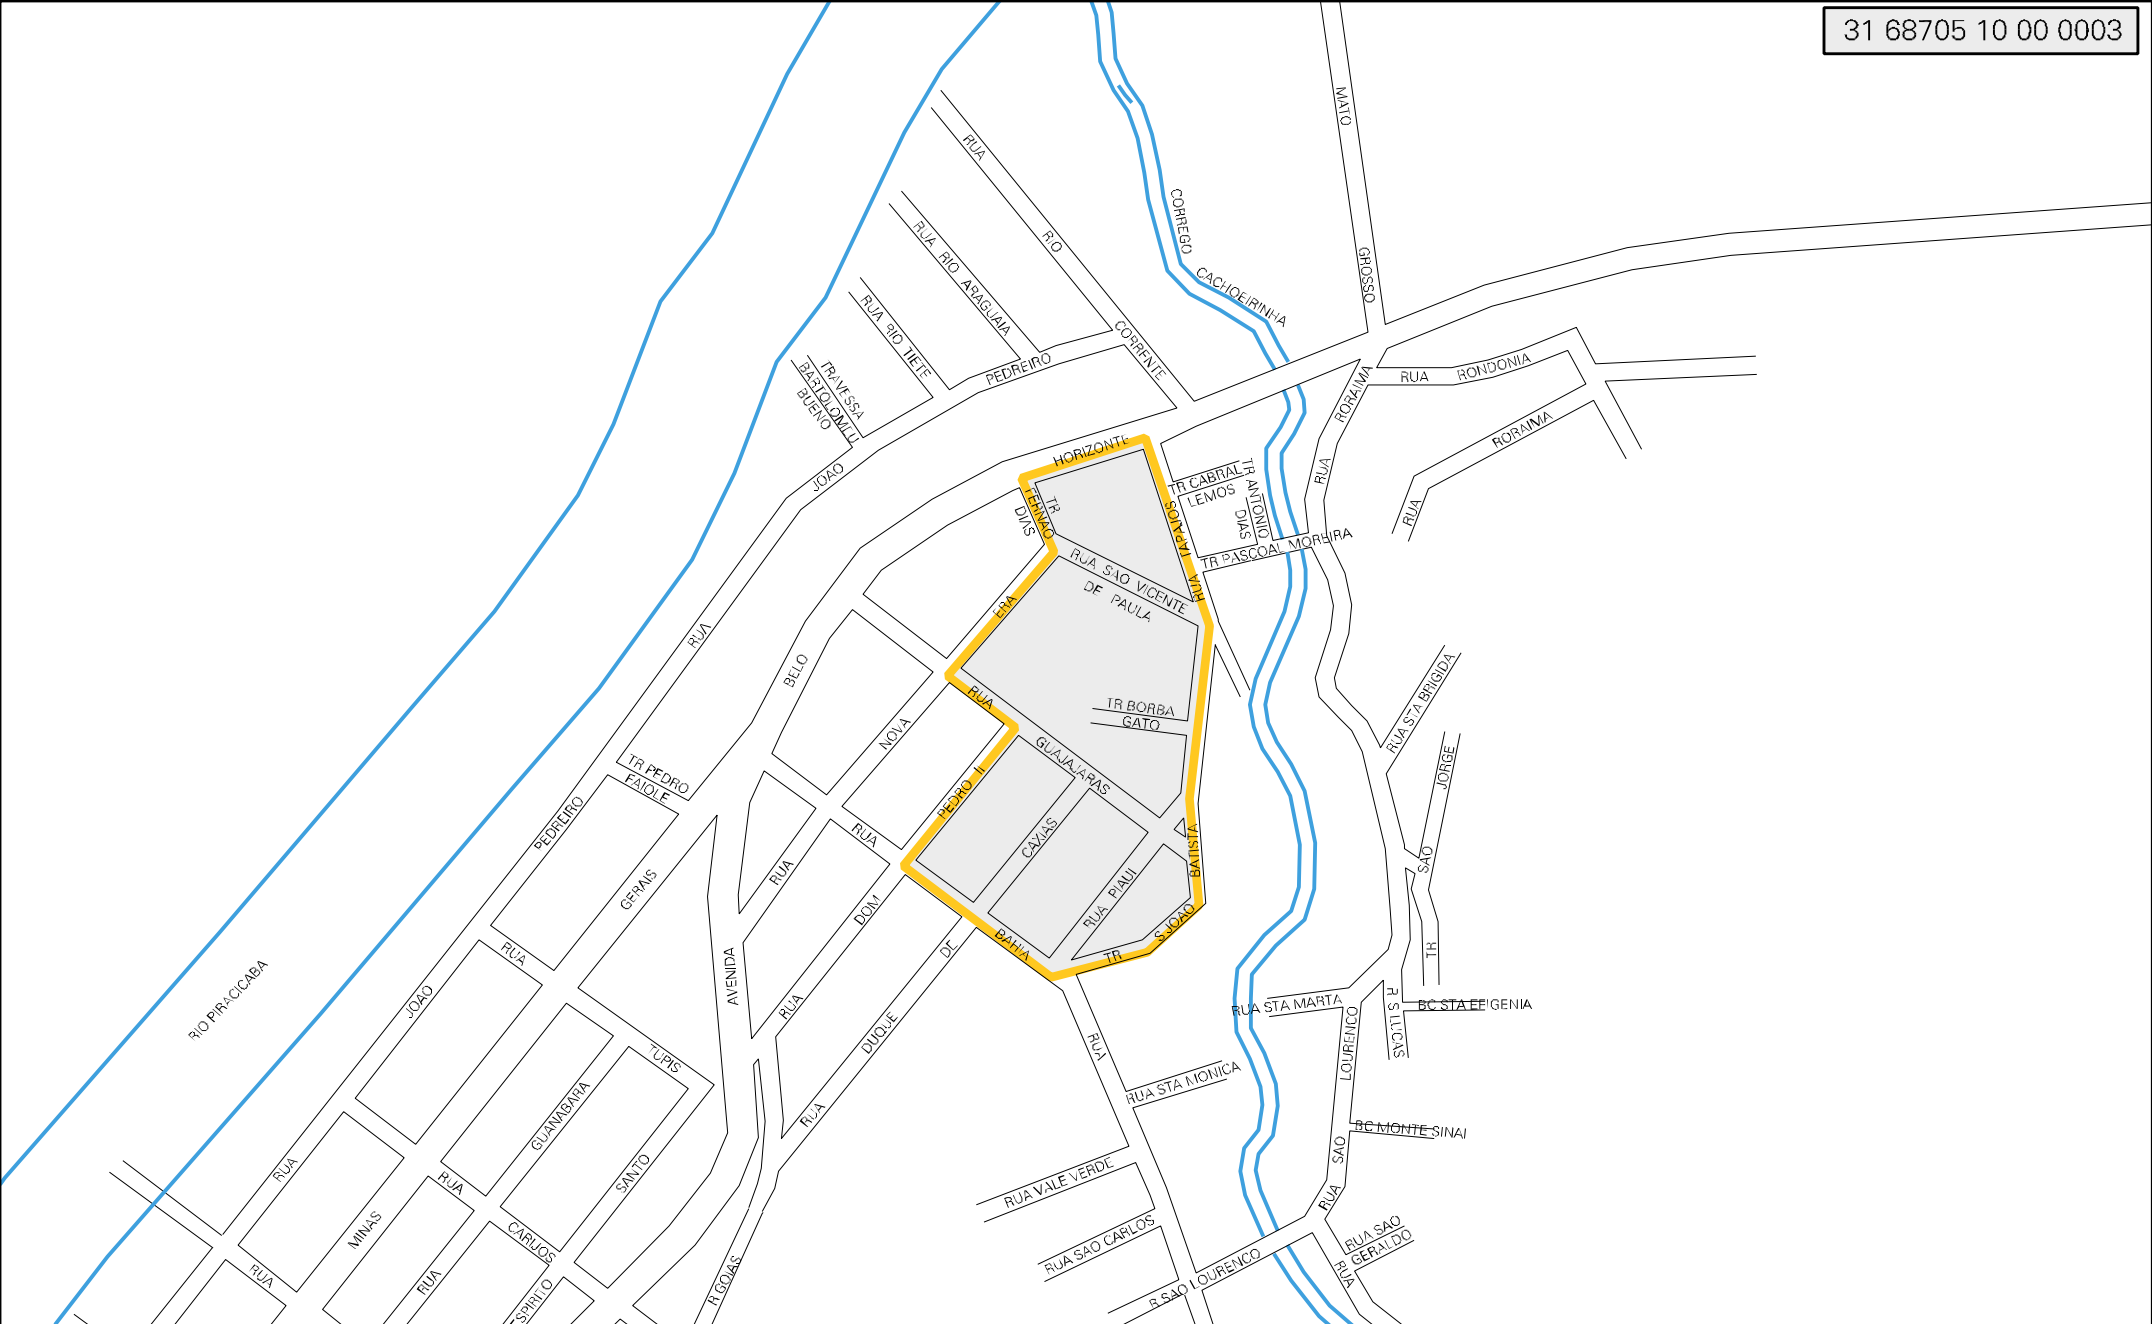 31 68705 10 00 0003
MATO
GROSSO
RUA
RIO
CORRENTE
CORREGO
CACHOEIRINHA
RUA RIO ARAGUAIA
RUA RIO TIETE
TRAVESSA
BARTOLOMEU
BUENO
PEDREIRO
JOAO
RUA
RUA RONDONIA
RORAIMA
RUA
RORAIMA
RUA
HORIZONTE
TR
FERNAO
DIAS
TR CABRAL
LEMOS
TR ANTONIO
DIAS
TAPAJOS
RUA
TR PASCOAL MOREIRA
RUA SAO VICENTE
DE PAULA
ERA
NOVA
RUA
BELO
RUA
GUAJAJARAS
TR BORBA
GATO
PEDRO II
DOM
RUA
TR PEDRO
FAIOLE
RUA
BAHIA
CAXIAS
DE
DUQUE
RUA
RUA PIAUI
BATISTA
S JOAO
TR
RUA STA BRIGIDA
JORGE
SAO
TR
PEDREIRO
JOAO
RUA
GERAIS
MINAS
AVENIDA
RUA
TUPIS
RIO PIRACICABA
GUANABARA
RUA
SANTO
ESPIRITO
RUA
CARIJOS
RUA
R GOIAS
RUA
RUA STA MARTA
R S LUCAS
BC STA EFIGENIA
LOURENCO
SAO
RUA
RUA STA MONICA
BC MONTE SINAI
RUA VALE VERDE
RUA SAO CARLOS
R SAO LOURENCO
RUA SAO
GERALDO
RUA